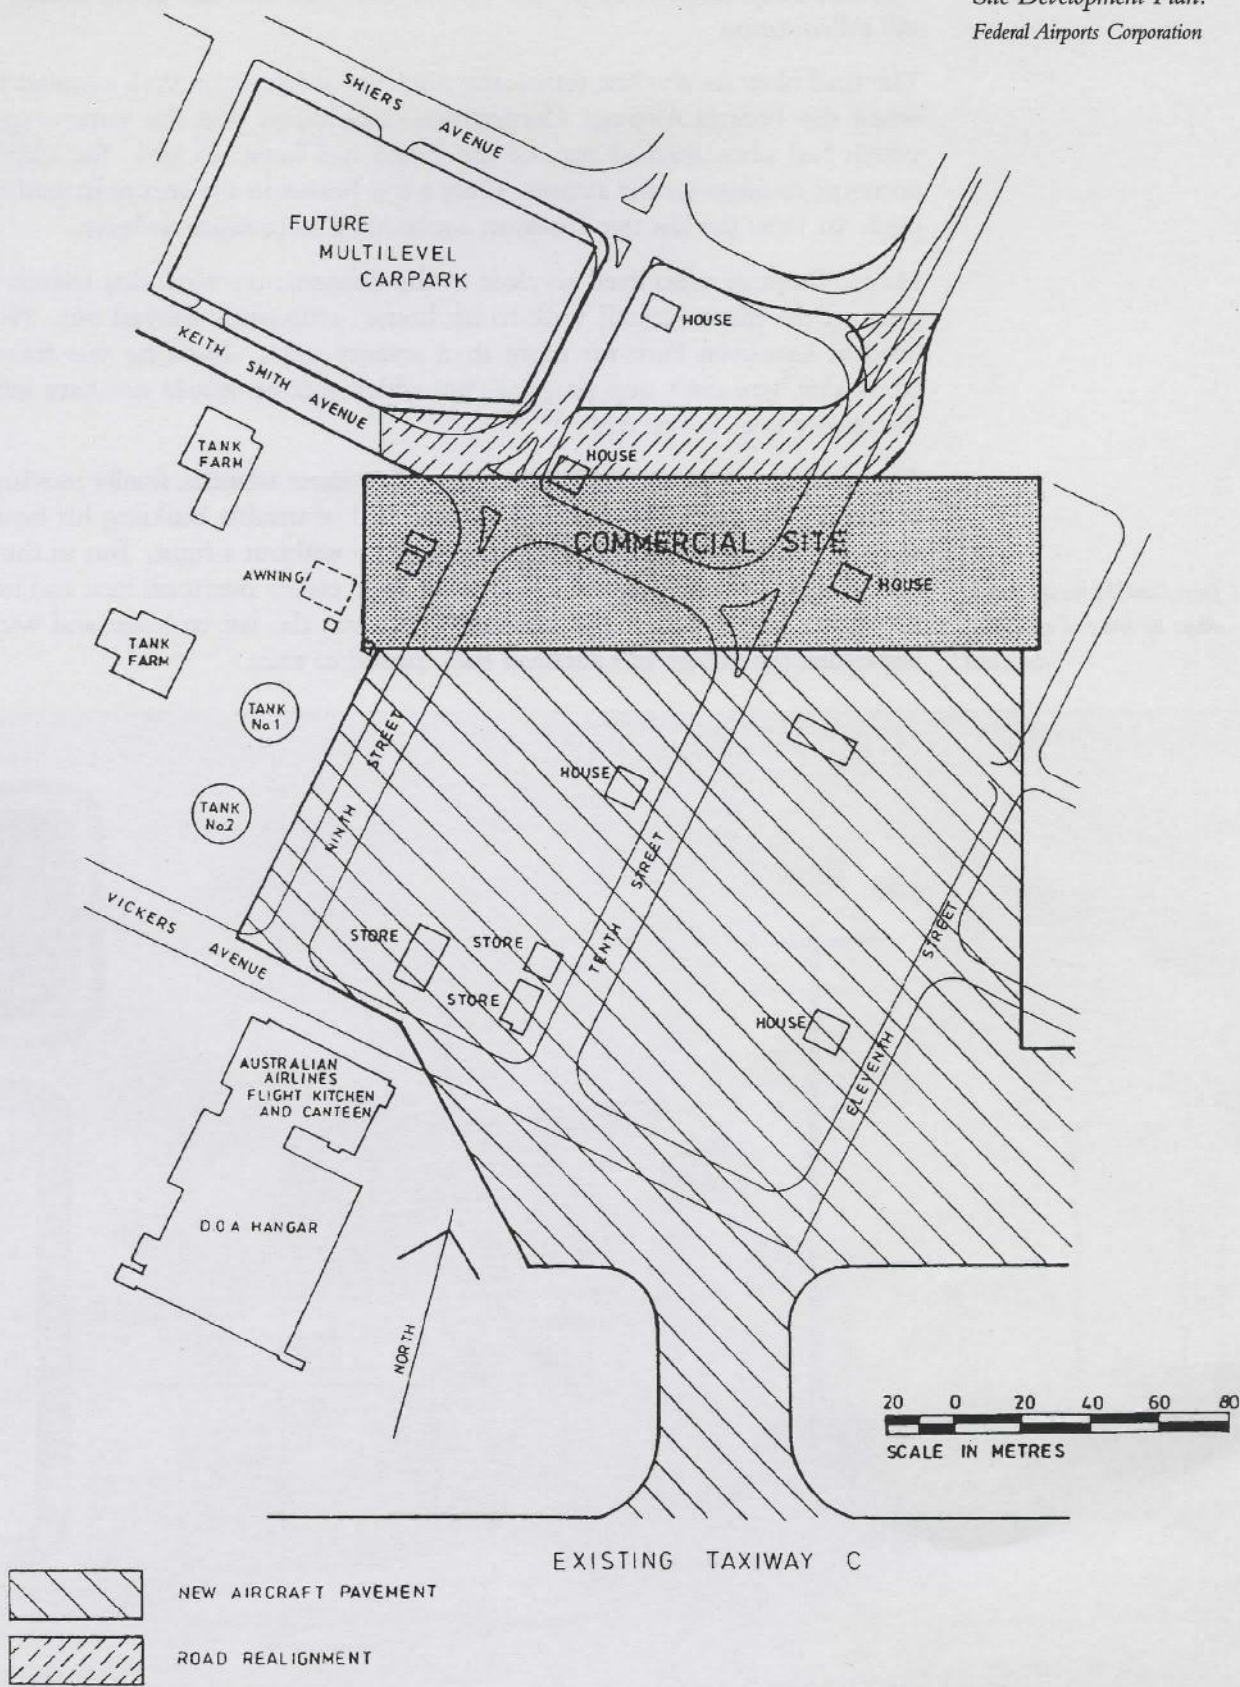 Site Development Plan.
Federal Airports Corporation
SHIERS
AVENUE
FUTURE
MULTILEVEL
CARPARK
HOUSE
KEITH
SMITH
AVENUE
TANK
FARM
HOUSE
COMMERCIAL SITE
AWNING
HOUSE
TANK
FARM
TANK
No.1
STREET
NINTH
HOUSE
TANK
No.2
STREET
TENTH
VICKERS
AVENUE
STORE
STORE
STORE
STREET
ELEVENTH
HOUSE
AUSTRALIAN
AIRLINES
FLIGHT KITCHEN
AND CANTEEN
D O A HANGAR
NORTH
20 0 20 40 60 80
SCALE IN METRES
EXISTING TAXIWAY C
NEW AIRCRAFT PAVEMENT
ROAD REALIGNMENT